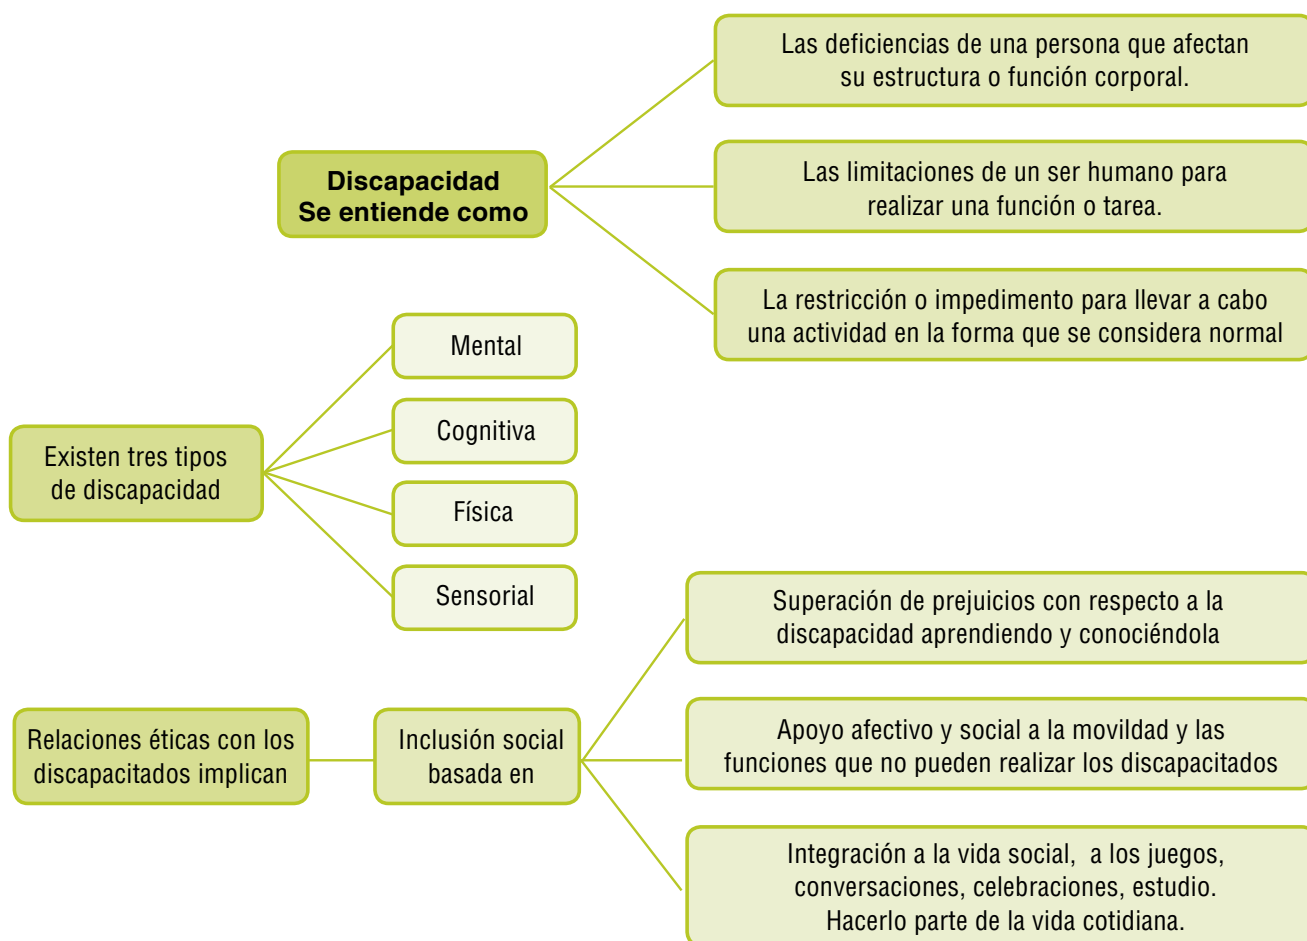 Las deficiencias de una persona que afectan
su estructura o función corporal.
Discapacidad
Se entiende como
Las limitaciones de un ser humano para
realizar una función o tarea.
La restricción o impedimento para llevar a cabo
una actividad en la forma que se considera normal
Existen tres tipos
de discapacidad
Mental
Cognitiva
Física
Sensorial
Relaciones éticas con los
discapacitados implican
Inclusión social
basada en
Superación de prejuicios con respecto a la
discapacidad aprendiendo y conociéndola
Apoyo afectivo y social a la movildad y las
funciones que no pueden realizar los discapacitados
Integración a la vida social, a los juegos,
conversaciones, celebraciones, estudio.
Hacerlo parte de la vida cotidiana.